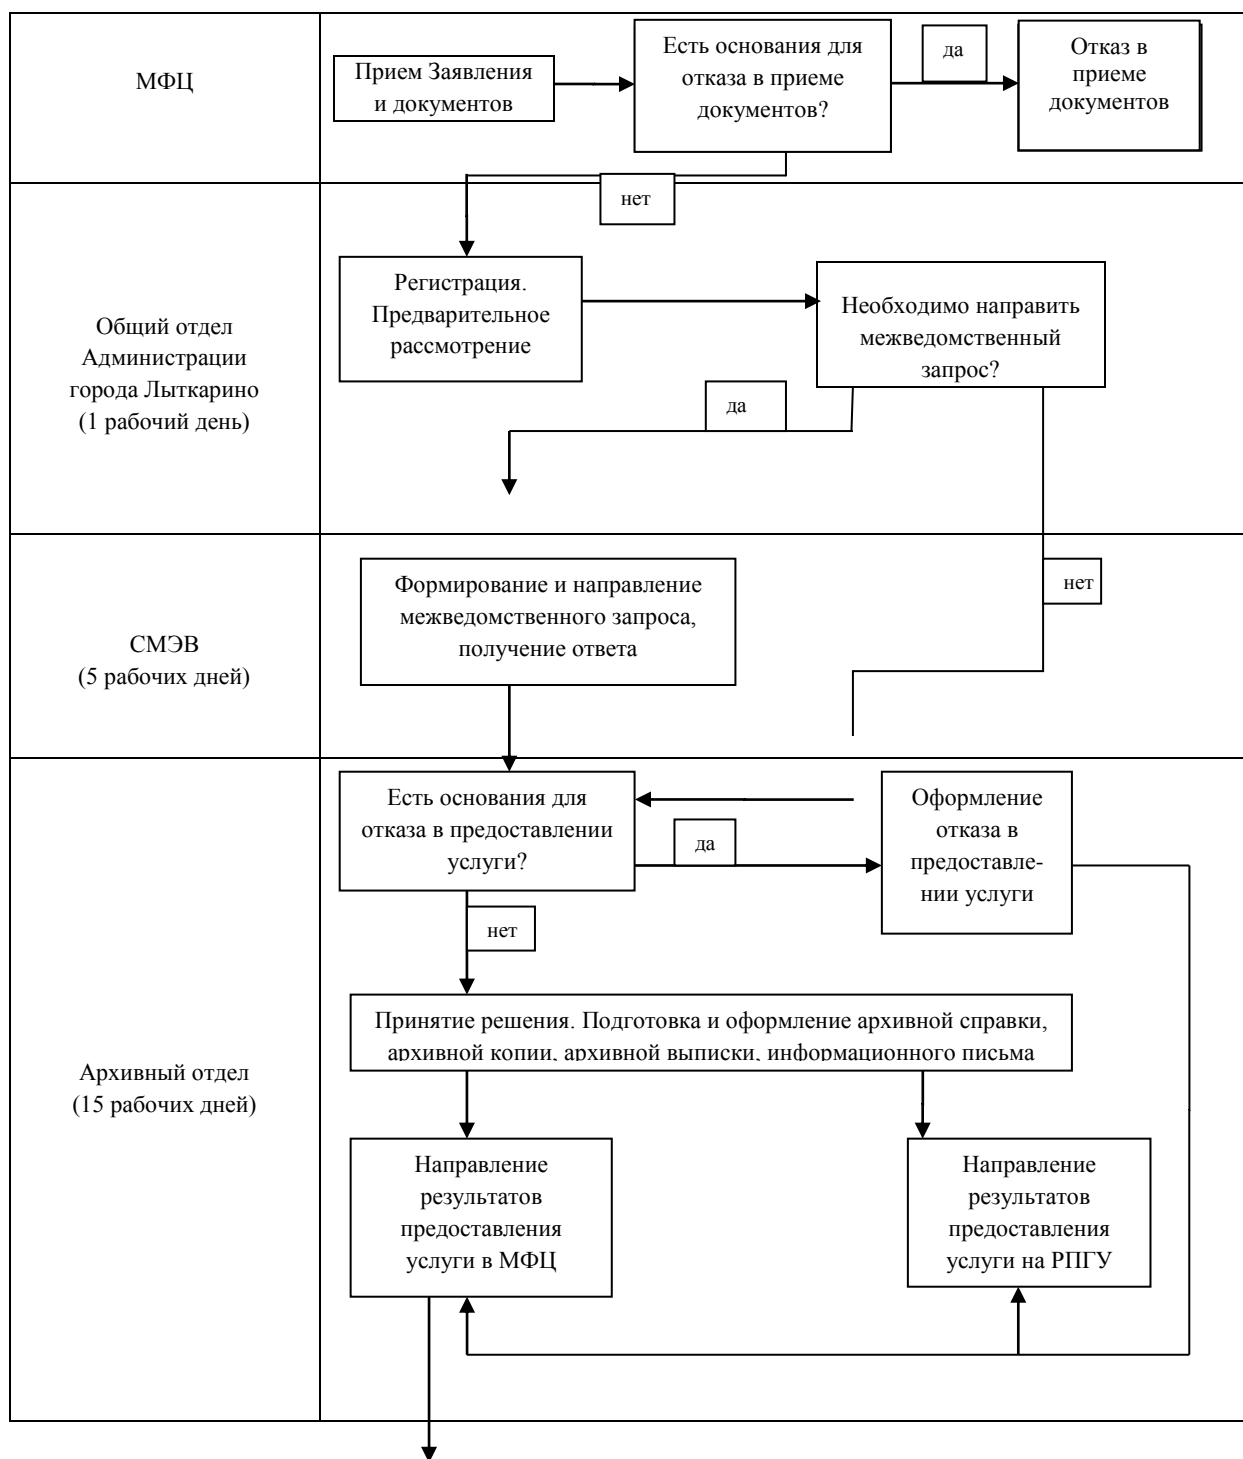 МФЦ
Прием Заявления
и документов
Есть основания для
отказа в приеме
документов?
да
Отказ в
приеме
документов
нет
Общий отдел
Администрации
города Лыткарино
(1 рабочий день)
Регистрация.
Предварительное
рассмотрение
Необходимо направить
межведомственный
запрос?
да
нет
СМЭВ
(5 рабочих дней)
Формирование и направление
межведомственного запроса,
получение ответа
Архивный отдел
(15 рабочих дней)
Есть основания для
отказа в предоставлении
услуги?
да
Оформление
отказа в
предоставле-
нии услуги
нет
Принятие решения. Подготовка и оформление архивной справки,
архивной копии, архивной выписки, информационного письма
Направление
результатов
предоставления
услуги в МФЦ
Направление
результатов
предоставления
услуги на РПГУ